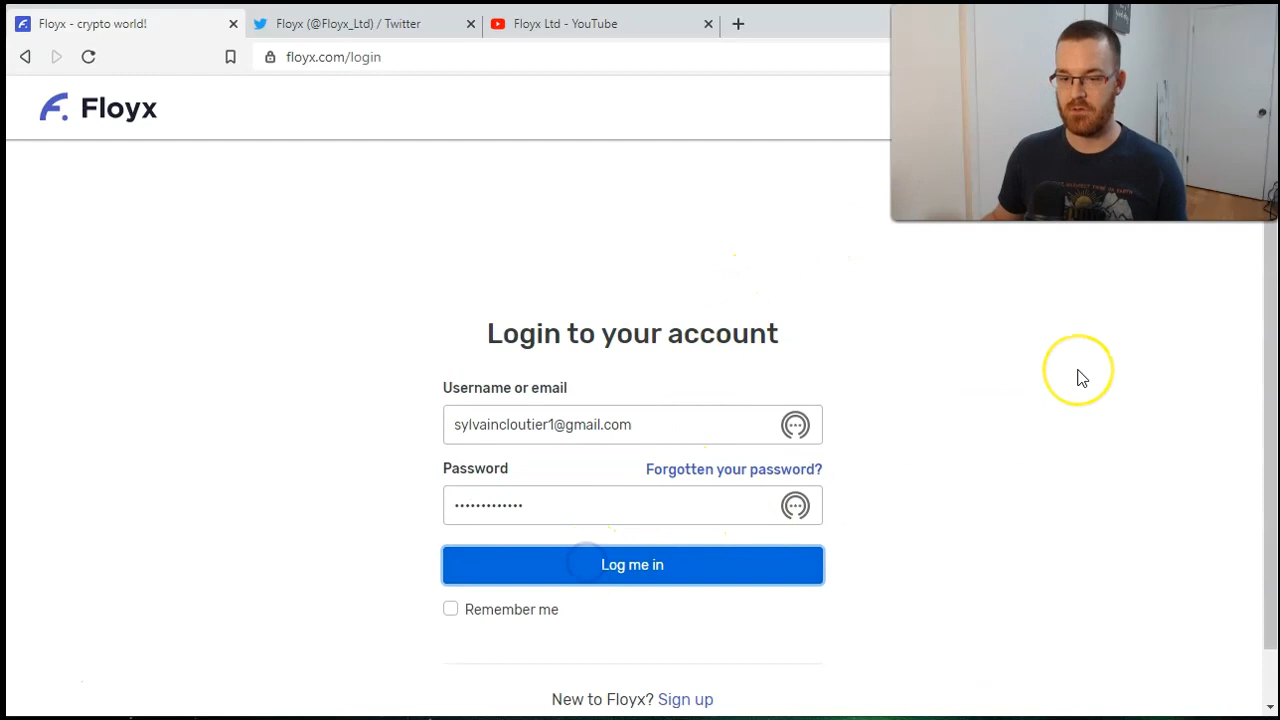 Floyx - crypto world!
Floyx (@Floyx_Ltd) / Twitter
Floyx Ltd - YouTube
floyx.com/login
Floyx
Login to your account
Username or email
sylvaincloutier1@gmail.com
Password
Forgotten your password?
•••••••••••••
Log me in
Remember me
New to Floyx? Sign up